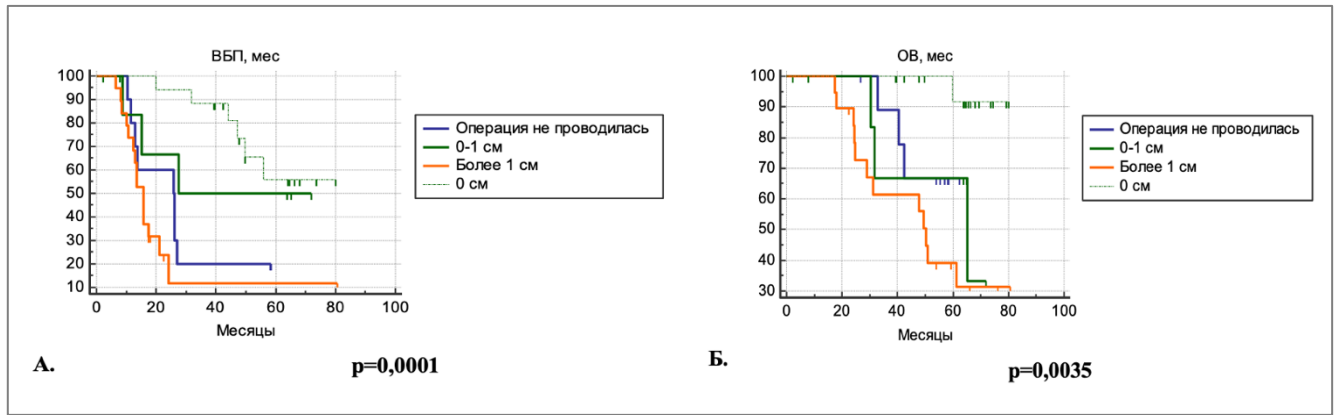 ВБП, мес
100
90
80
70
60
50
40
30
20
10
0 20 40 60 80 100
Месяцы
Операция не проводилась
0-1 см
Более 1 см
0 см
А.
p=0,0001
ОВ, мес
100
90
80
70
60
50
40
30
0 20 40 60 80 100
Месяцы
Операция не проводилась
0-1 см
Более 1 см
0 см
Б.
p=0,0035